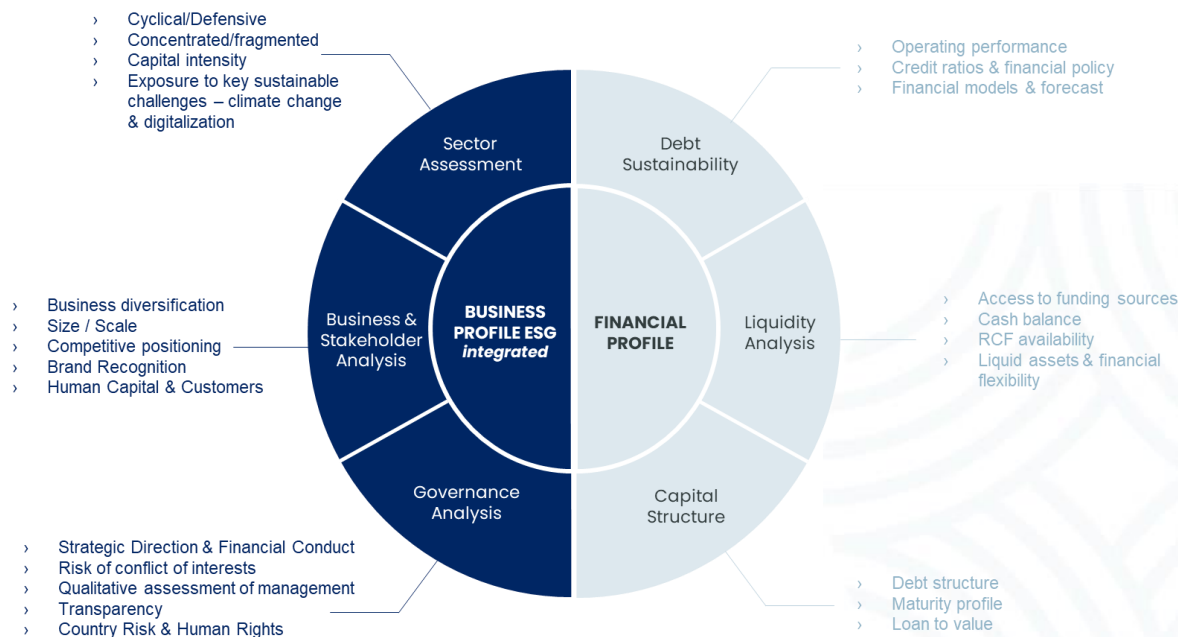 › Cyclical/Defensive
› Concentrated/fragmented
› Capital intensity
› Exposure to key sustainable
challenges – climate change
& digitalization
› Operating performance
› Credit ratios & financial policy
› Financial models & forecast
Sector
Assessment
Debt
Sustainability
› Business diversification
› Size / Scale
› Competitive positioning
› Brand Recognition
› Human Capital & Customers
Business &
Stakeholder
Analysis
BUSINESS
PROFILE ESG
integrated
FINANCIAL
PROFILE
Liquidity
Analysis
› Access to funding sources
› Cash balance
› RCF availability
› Liquid assets & financial
flexibility
Governance
Analysis
Capital
Structure
› Strategic Direction & Financial Conduct
› Risk of conflict of interests
› Qualitative assessment of management
› Transparency
› Country Risk & Human Rights
› Debt structure
› Maturity profile
› Loan to value